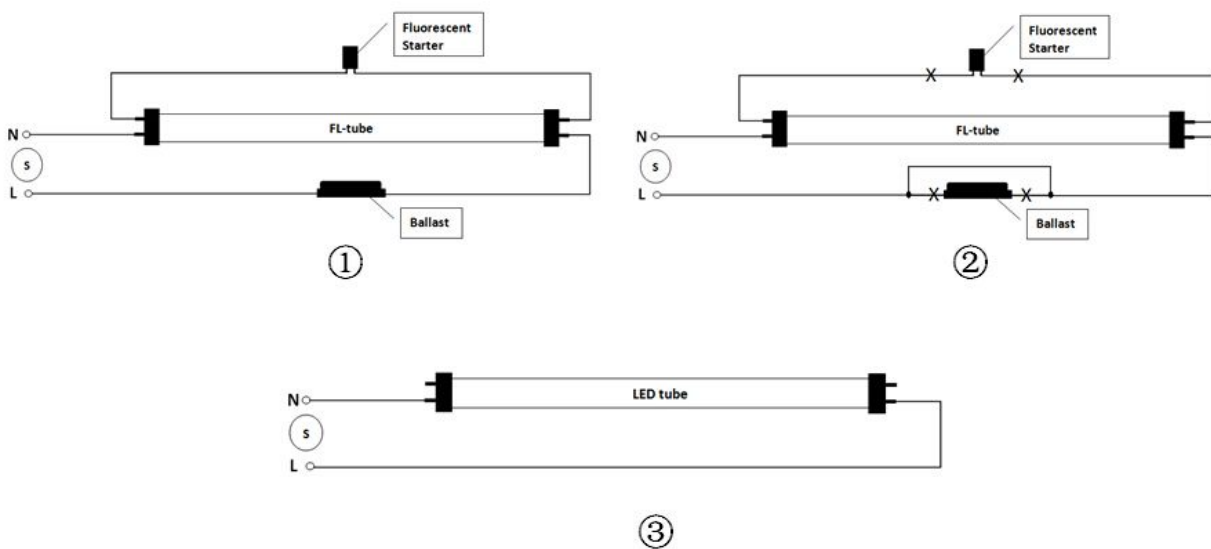 Fluorescent
Starter
N
FL-tube
S
L
Ballast
①
Fluorescent
Starter
X
X
N
FL-tube
S
L
X
X
Ballast
②
N
LED tube
S
L
③